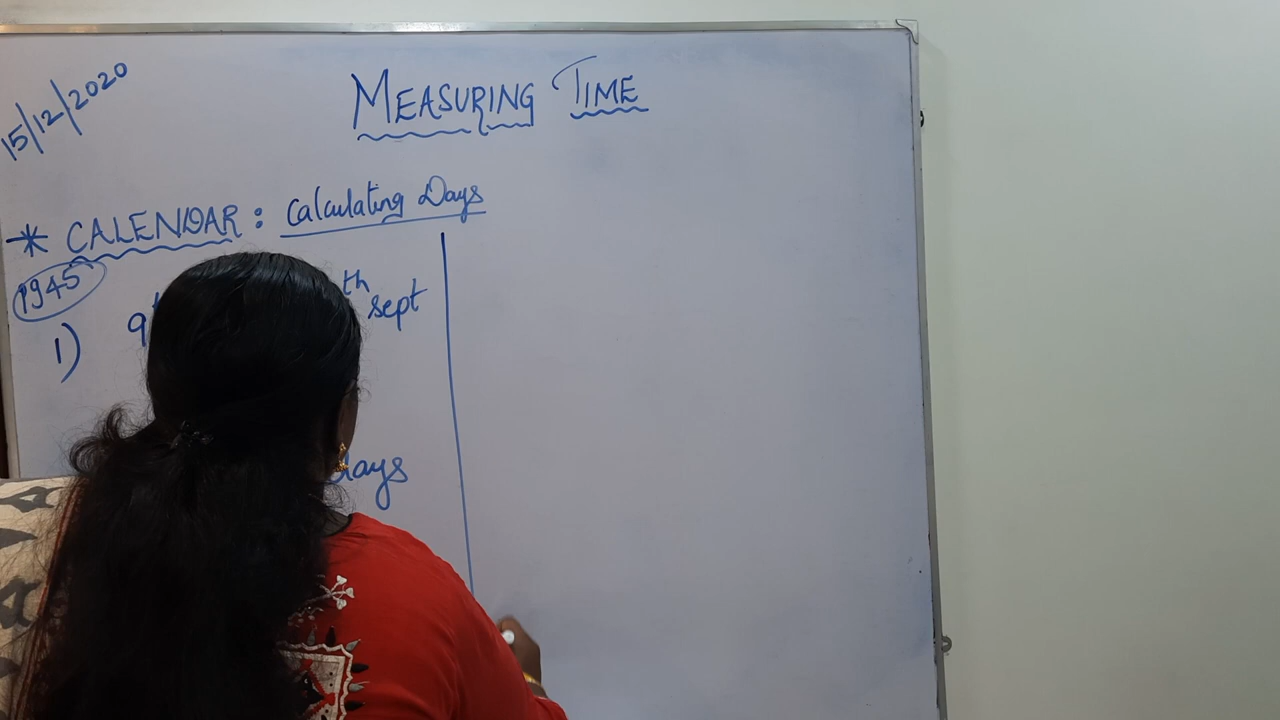 15/12/2020
MEASURING TIME
* CALENDAR : Calculating Days
1945
1) 9 th sept
days